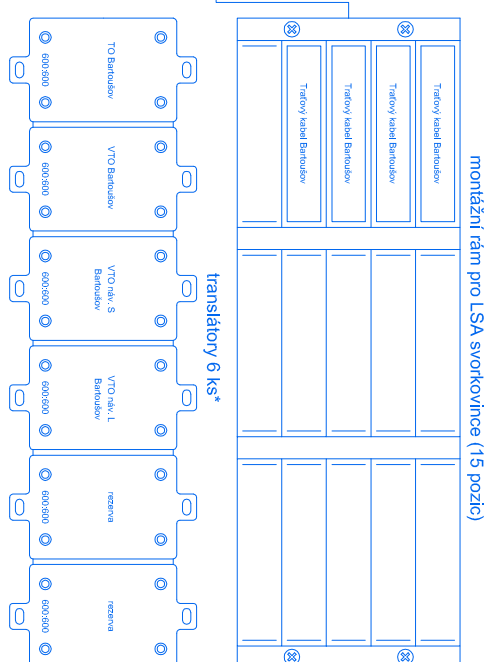 montážní rám pro LSA svorkovince (15 pozic)
Traťový kabel Bartoušov
Traťový kabel Bartoušov
Traťový kabel Bartoušov
Traťový kabel Bartoušov
translátory 6 ks*
TO Bartoušov
600:600
VTO Bartoušov
600:600
VTO náv. S
Bartoušov
600:600
VTO náv. L
Bartoušov
600:600
rezerva
600:600
rezerva
600:600